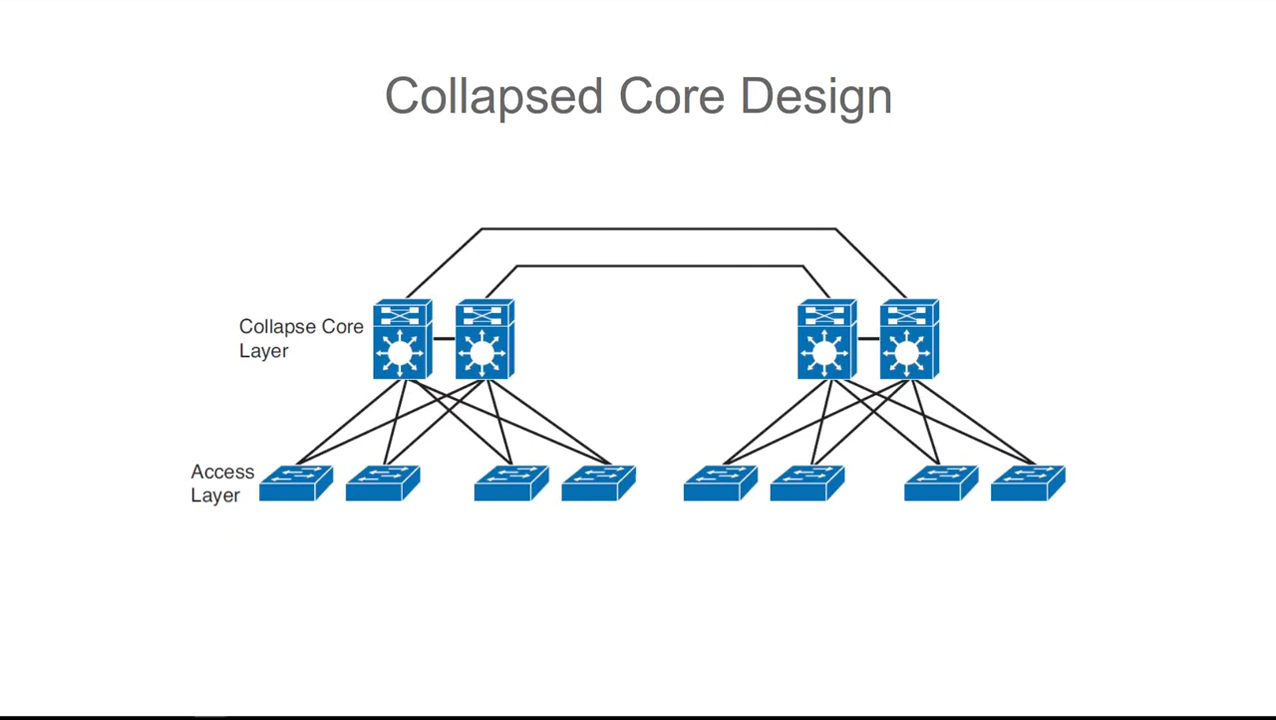 Collapsed Core Design
Collapse Core
Layer
Access
Layer